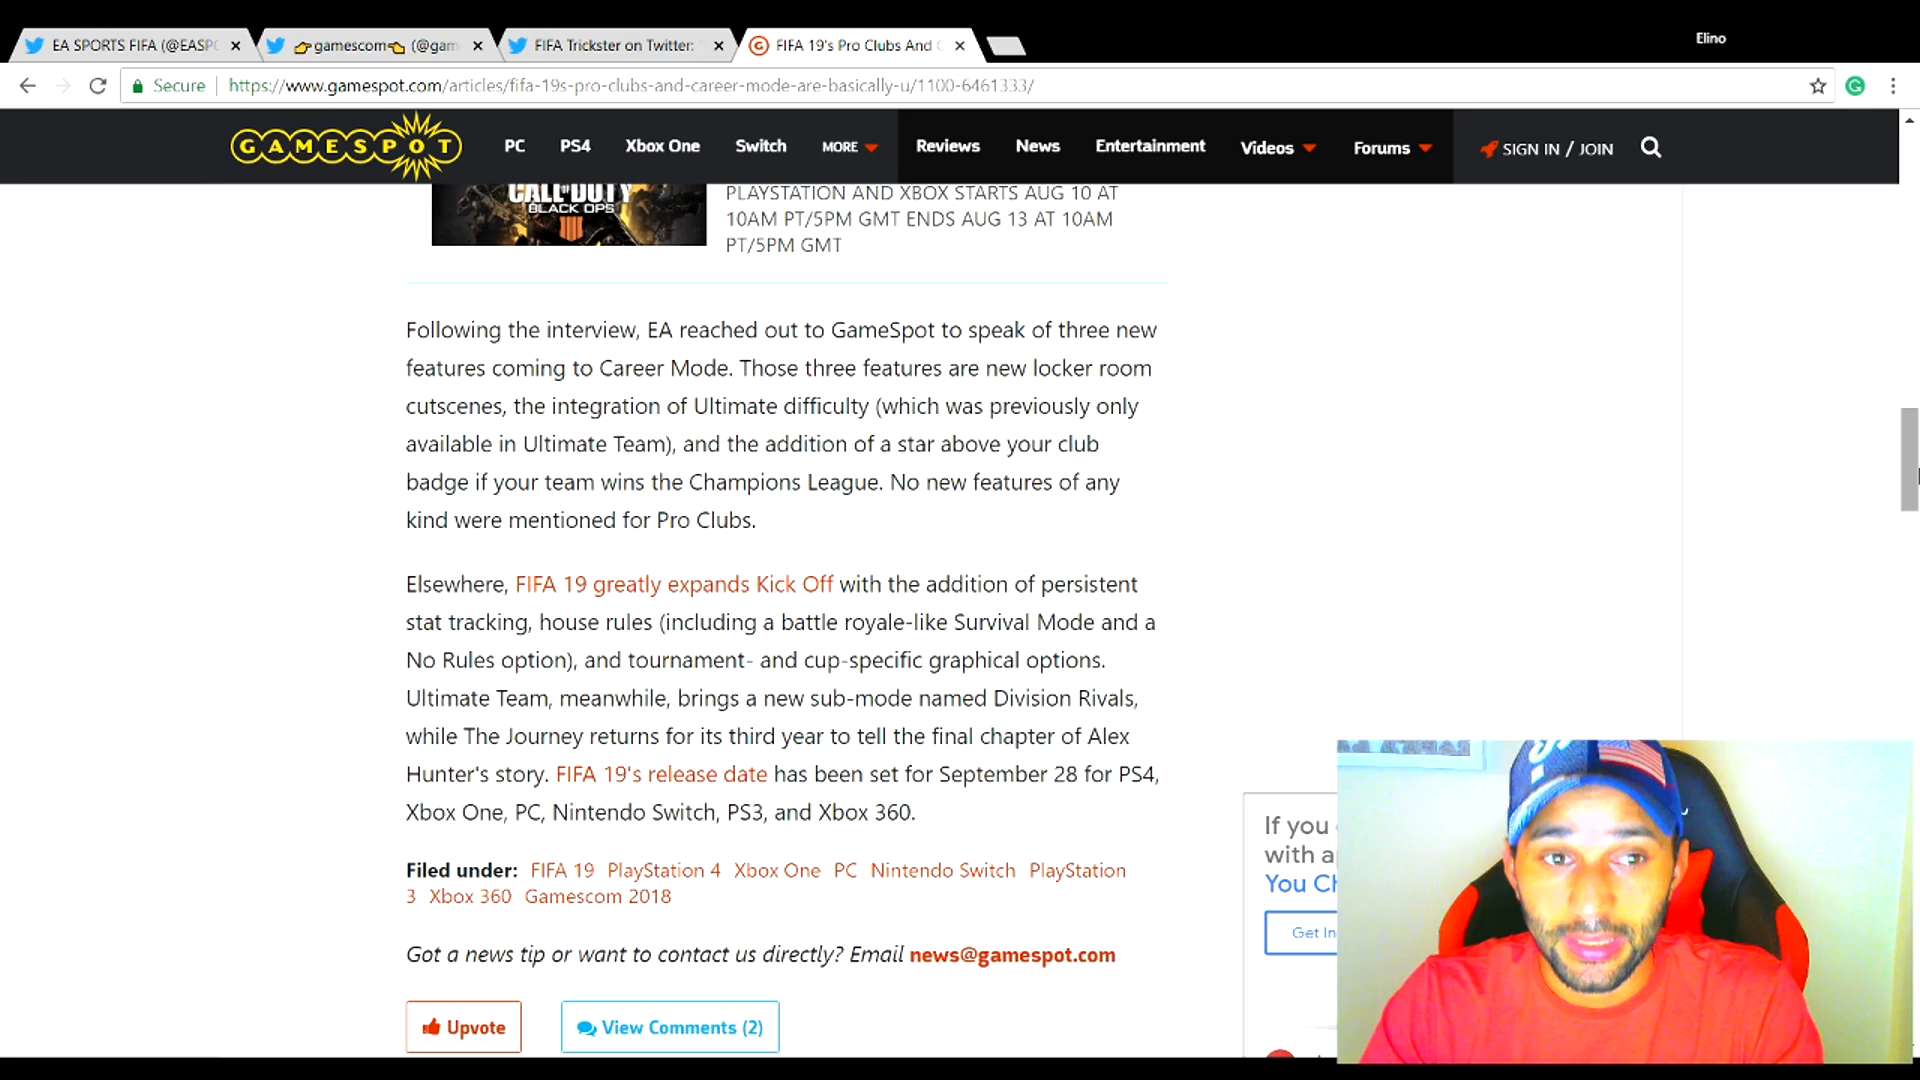 EA SPORTS FIFA (@EASP
👉gamescom👈 (@gam
FIFA Trickster on Twitter:
FIFA 19's Pro Clubs And
Elino
Secure
https://www.gamespot.com/articles/fifa-19s-pro-clubs-and-career-mode-are-basically-u/1100-6461333/
GAMESPOT
PC
PS4
Xbox One
Switch
MORE
Reviews
News
Entertainment
Videos
Forums
SIGN IN / JOIN
CALL OF DUTY
BLACK OPS
IIII
PLAYSTATION AND XBOX STARTS AUG 10 AT
10AM PT/5PM GMT ENDS AUG 13 AT 10AM
PT/5PM GMT
Following the interview, EA reached out to GameSpot to speak of three new
features coming to Career Mode. Those three features are new locker room
cutscenes, the integration of Ultimate difficulty (which was previously only
available in Ultimate Team), and the addition of a star above your club
badge if your team wins the Champions League. No new features of any
kind were mentioned for Pro Clubs.
Elsewhere, FIFA 19 greatly expands Kick Off with the addition of persistent
stat tracking, house rules (including a battle royale-like Survival Mode and a
No Rules option), and tournament- and cup-specific graphical options.
Ultimate Team, meanwhile, brings a new sub-mode named Division Rivals,
while The Journey returns for its third year to tell the final chapter of Alex
Hunter's story. FIFA 19's release date has been set for September 28 for PS4,
Xbox One, PC, Nintendo Switch, PS3, and Xbox 360.
Filed under: FIFA 19 PlayStation 4 Xbox One PC Nintendo Switch PlayStation
3 Xbox 360 Gamescom 2018
Got a news tip or want to contact us directly? Email news@gamespot.com
Upvote
View Comments (2)
If you
with a
You Ch
Get In